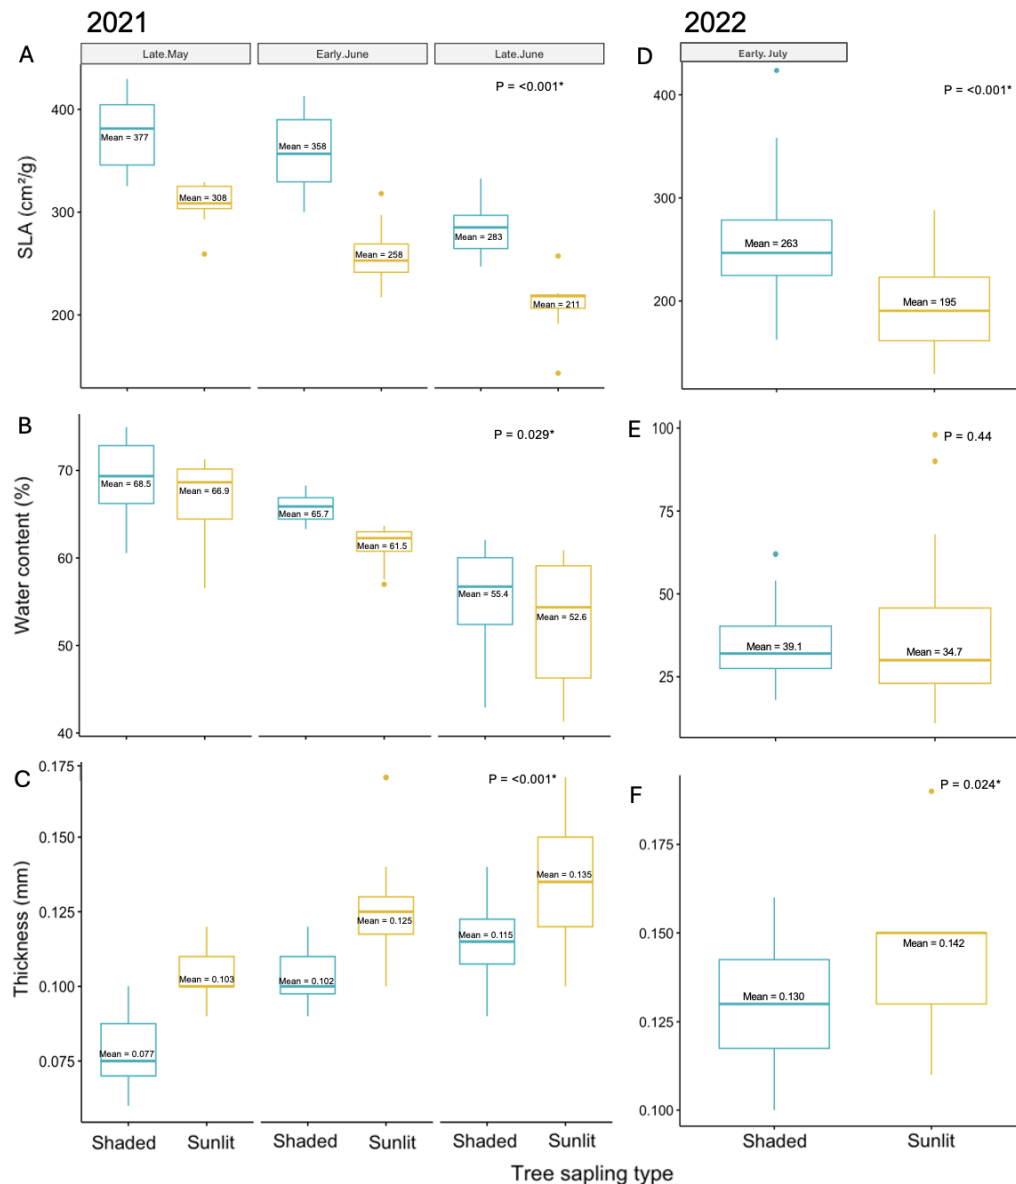 2021
2022
A
Late.May
Early.June
Late.June
D
Early. July
P = <0.001*
P = <0.001*
SLA (cm²/g)
400
300
200
Mean = 377
Mean = 308
Mean = 358
Mean = 258
Mean = 283
Mean = 211
400
200
Mean = 263
Mean = 195
B
P = 0.029*
E
P = 0.44
Water content (%)
70
60
50
40
Mean = 68.5
Mean = 66.9
Mean = 65.7
Mean = 61.5
Mean = 55.4
Mean = 52.6
100
75
50
25
Mean = 39.1
Mean = 34.7
C
P = <0.001*
F
P = 0.024*
Thickness (mm)
0.175
0.150
0.125
0.100
0.075
Mean = 0.077
Mean = 0.103
Mean = 0.102
Mean = 0.125
Mean = 0.115
Mean = 0.135
0.175
0.150
0.125
0.100
Mean = 0.130
Mean = 0.142
Shaded Sunlit Shaded Sunlit Shaded Sunlit Shaded Sunlit
Tree sapling type